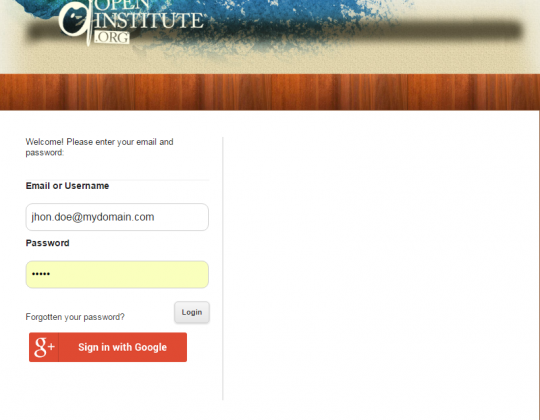 OPEN
INSTITUTE
.ORG
Welcome! Please enter your email and
password:
Email or Username
jhon.doe@mydomain.com
Password
•••••
Forgotten your password?
Login
g+ Sign in with Google